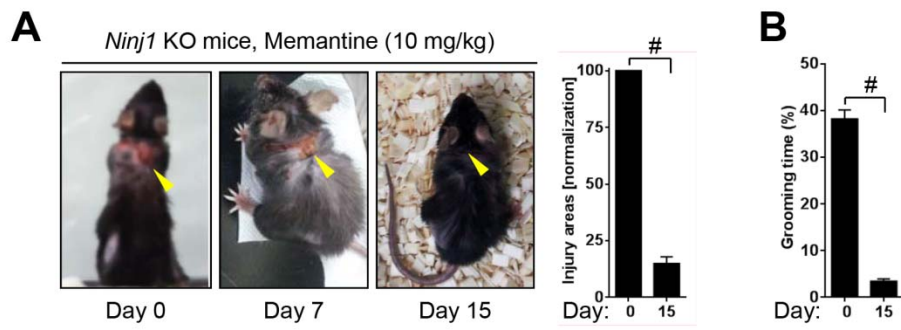 A
Ninj1 KO mice, Memantine (10 mg/kg)
Day 0
Day 7
Day 15
#
Injury areas [normalization]
100
75
50
25
0
Day:
0
15
B
#
Grooming time (%)
50
40
30
20
10
0
Day:
0
15